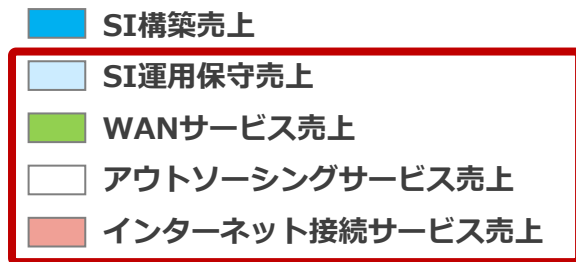 SI構築売上
SI運用保守売上
WANサービス売上
アウトソーシングサービス売上
インターネット接続サービス売上